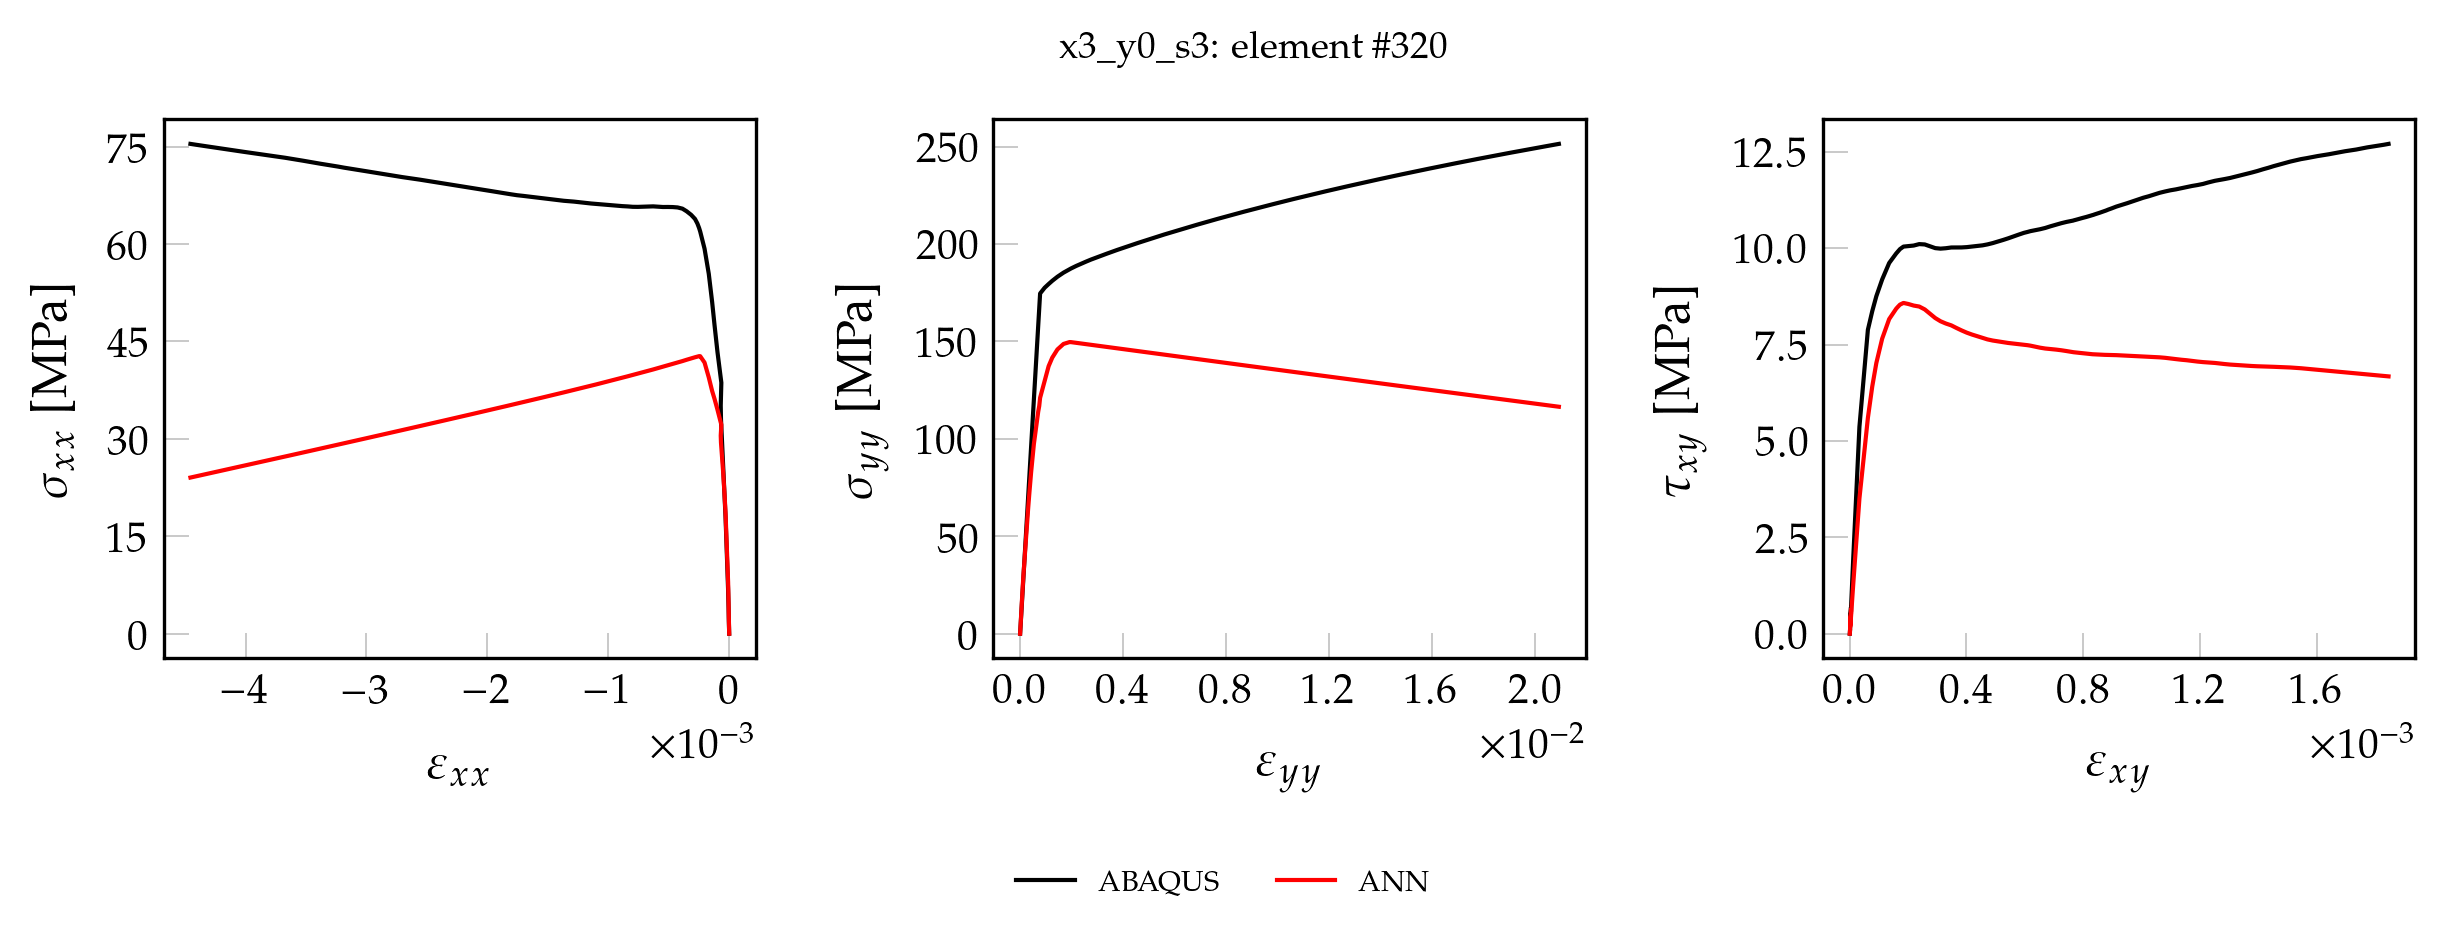 x3_y0_s3: element #320
σxx [MPa]
75
60
45
30
15
0
−4 −3 −2 −1 0
×10−3
εxx
σyy [MPa]
250
200
150
100
50
0
0.0 0.4 0.8 1.2 1.6 2.0
×10−2
εyy
τxy [MPa]
12.5
10.0
7.5
5.0
2.5
0.0
0.0 0.4 0.8 1.2 1.6
×10−3
εxy
ABAQUS ANN